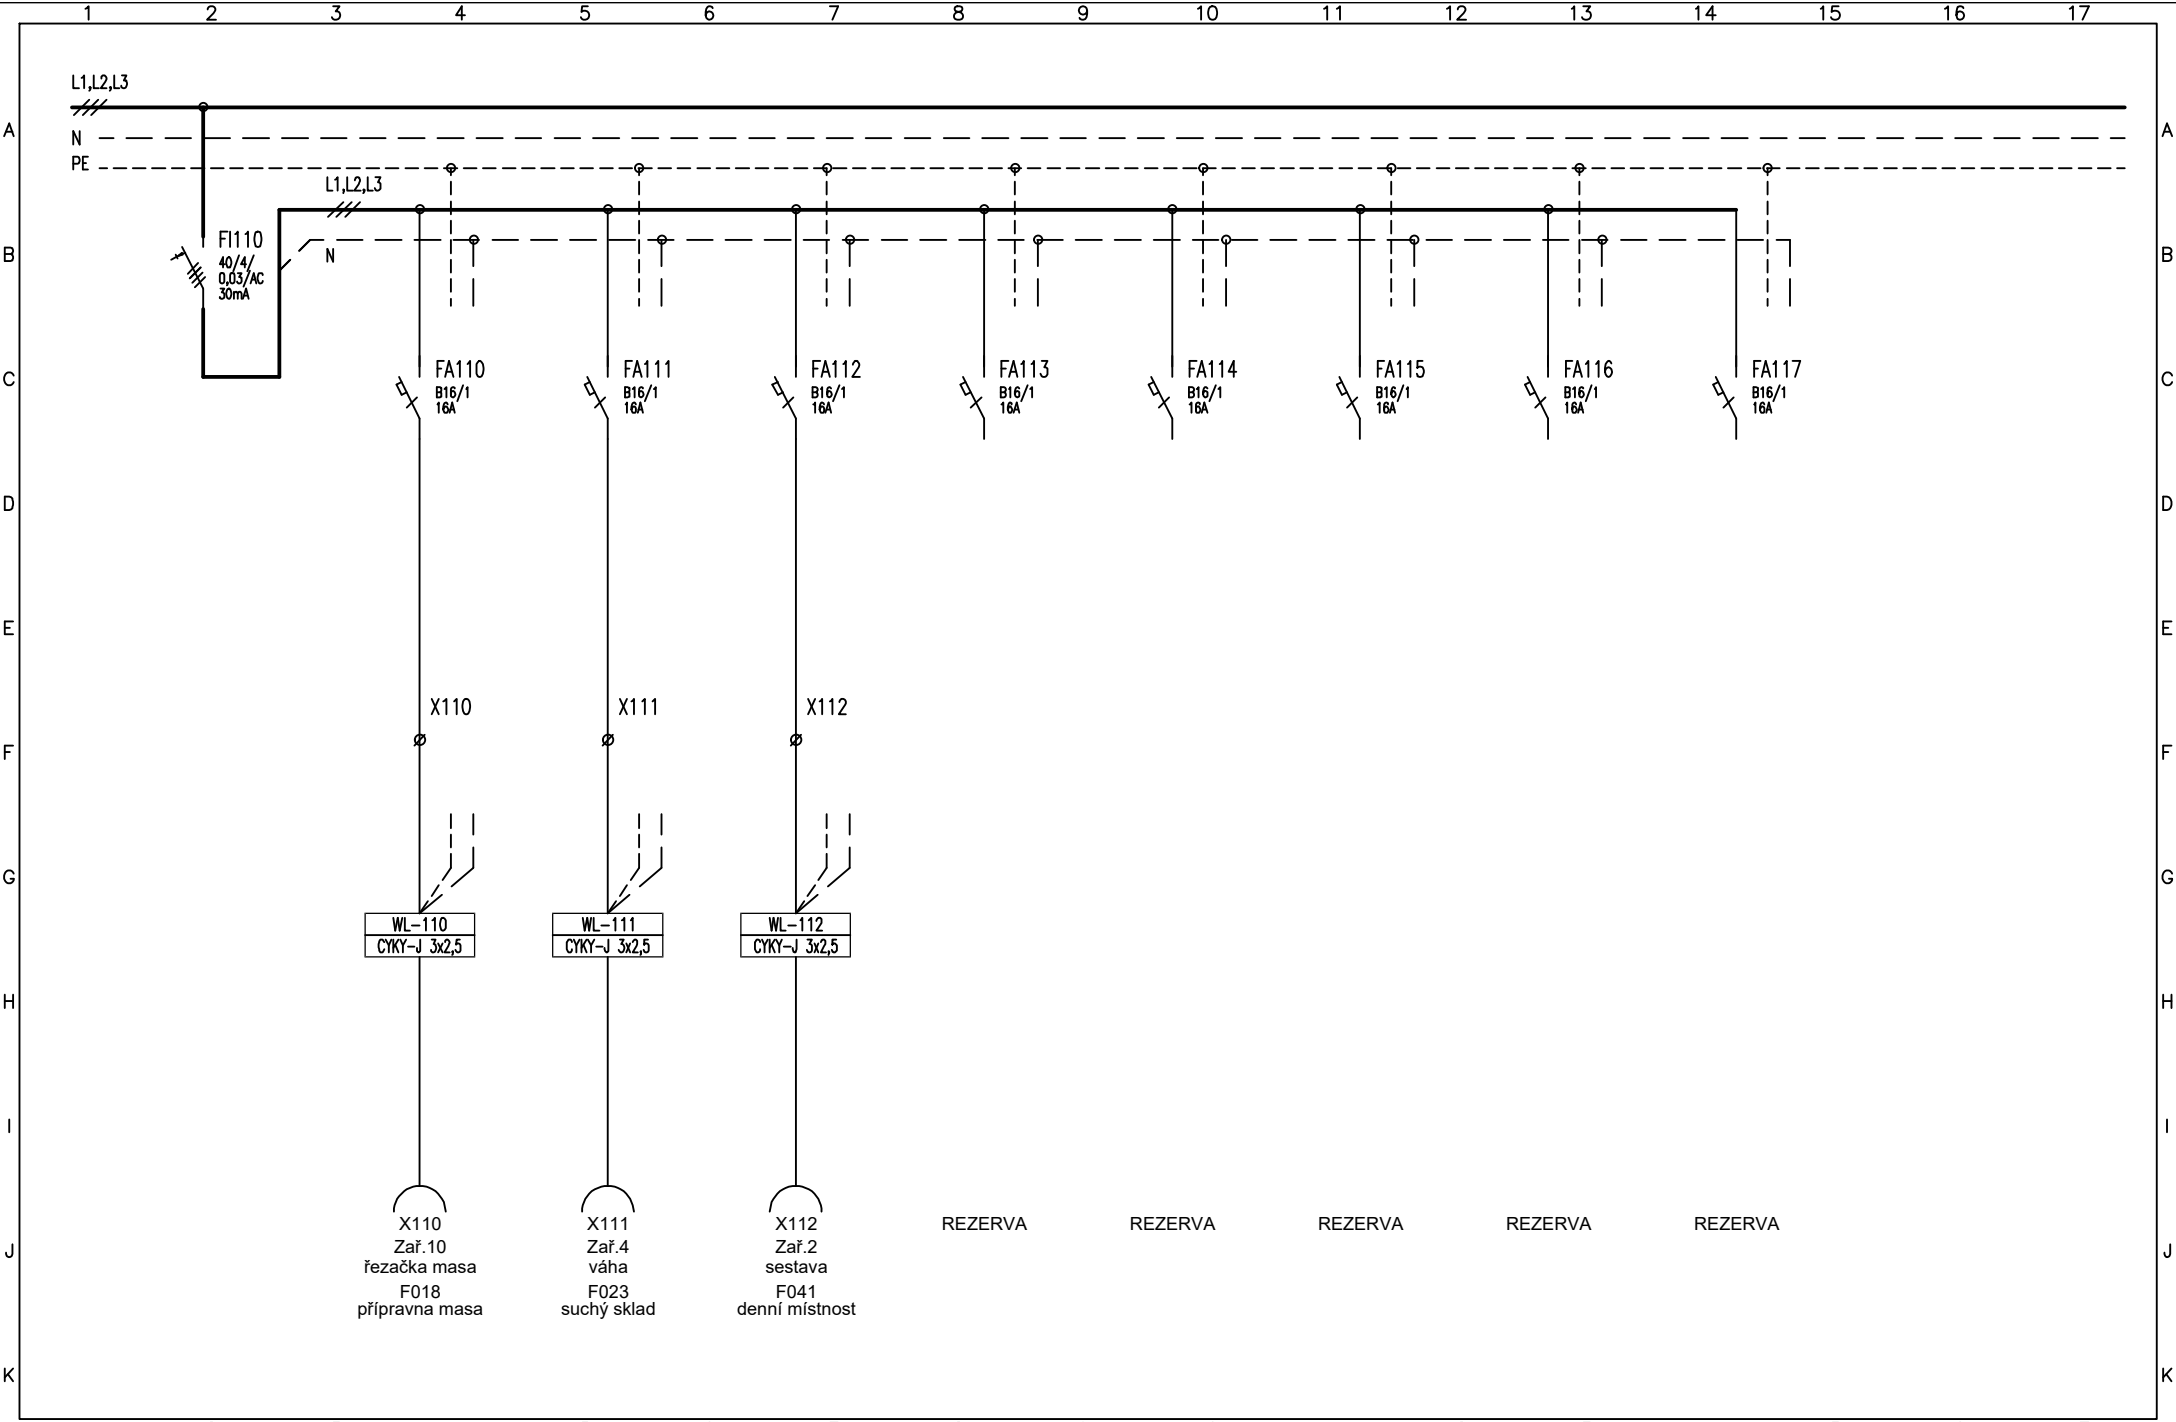 1 2 3 4 5 6 7 8 9 10 11 12 13 14 15 16 17
L1,L2,L3
A A
N
PE
L1,L2,L3
FI110
B B
N
40/4/
0,03/AC
30mA
FA110 FA111 FA112 FA113 FA114 FA115 FA116 FA117
C C
B16/1 B16/1 B16/1 B16/1 B16/1 B16/1 B16/1 B16/1
16A 16A 16A 16A 16A 16A 16A 16A
D D
E E
X110 X111 X112
F F
G G
WL-110 WL-111 WL-112
CYKY-J 3x2,5 CYKY-J 3x2,5 CYKY-J 3x2,5
H H
I I
X110 X111 X112 REZERVA REZERVA REZERVA REZERVA REZERVA
Zař.10 Zař.4 Zař.2
J J
řezačka masa váha sestava
F018 F023 F041
přípravna masa suchý sklad denní místnost
K K